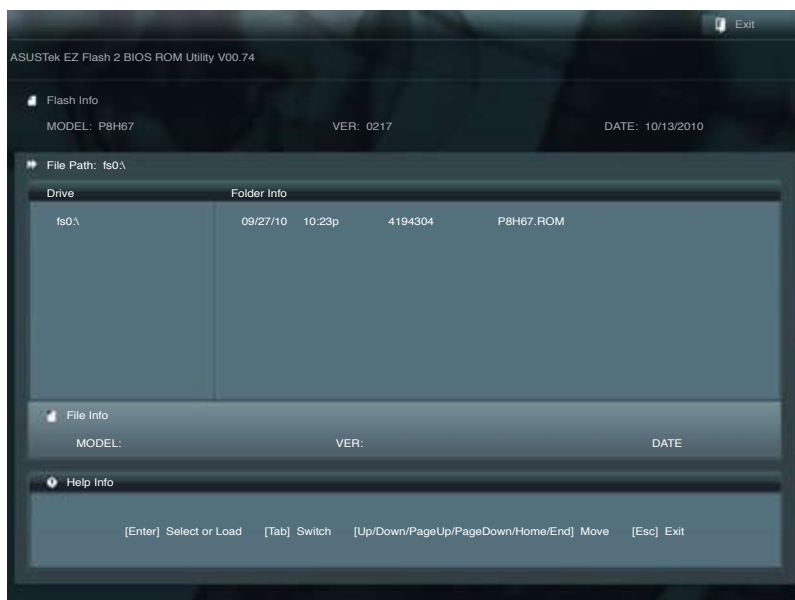 Exit
ASUSTek EZ Flash 2 BIOS ROM Utility V00.74
Flash Info
MODEL: P8H67 VER: 0217 DATE: 10/13/2010
File Path: fs0:\
Drive Folder Info
fs0:\ 09/27/10 10:23p 4194304 P8H67.ROM
File Info
MODEL: VER: DATE
Help Info
[Enter] Select or Load [Tab] Switch [Up/Down/PageUp/PageDown/Home/End] Move [Esc] Exit